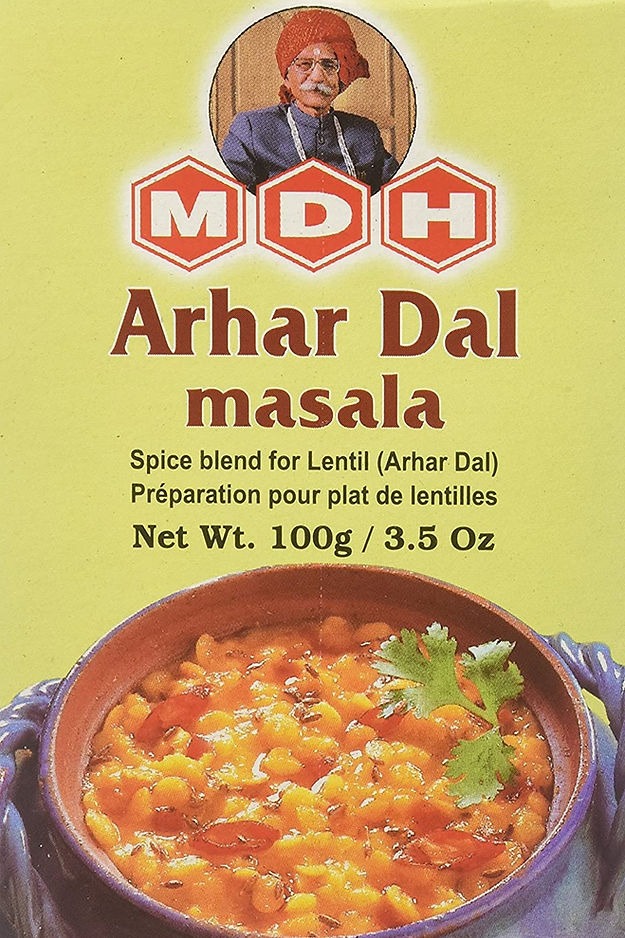 MDH
Arhar Dal
masala
Spice blend for Lentil (Arhar Dal)
Préparation pour plat de lentilles
Net Wt. 100g / 3.5 Oz